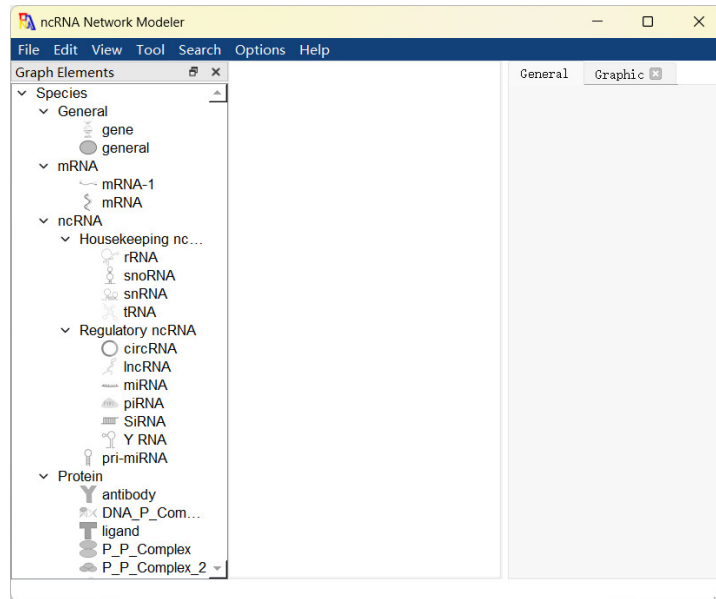 ncRNA Network Modeler
File Edit View Tool Search Options Help
Graph Elements
General Graphic
Species
General
gene
general
mRNA
mRNA-1
mRNA
ncRNA
Housekeeping nc...
rRNA
snoRNA
snRNA
tRNA
Regulatory ncRNA
circRNA
lncRNA
miRNA
piRNA
SiRNA
Y RNA
pri-miRNA
Protein
antibody
DNA_P_Com...
ligand
P_P_Complex
P_P_Complex_2